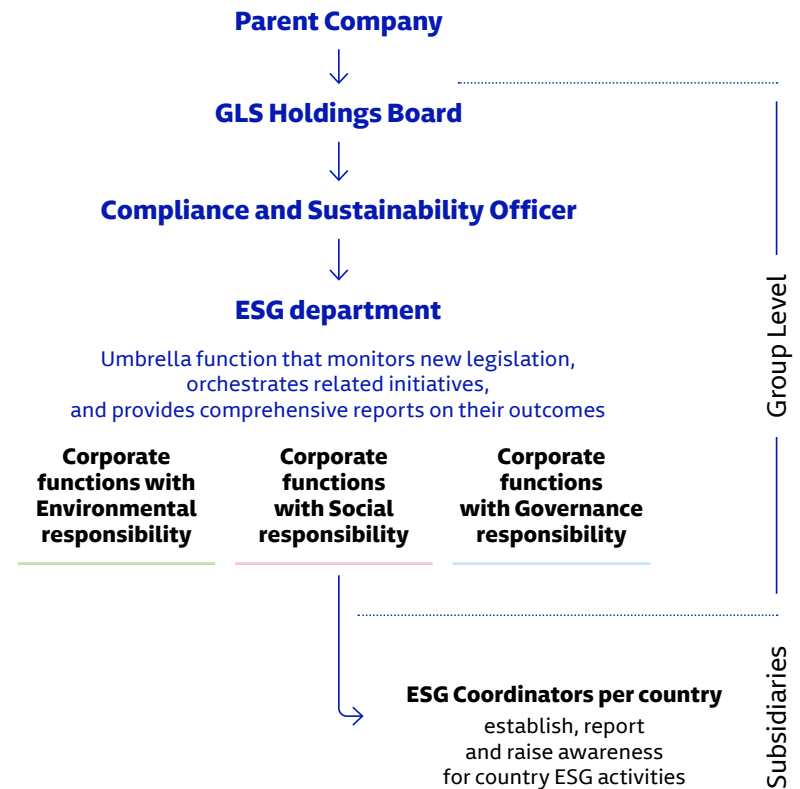 Parent Company
GLS Holdings Board
Compliance and Sustainability Officer
ESG department
Umbrella function that monitors new legislation,
orchestrates related initiatives,
and provides comprehensive reports on their outcomes
Corporate
functions with
Environmental
responsibility
Corporate
functions
with Social
responsibility
Corporate
functions
with Governance
responsibility
Group Level
ESG Coordinators per country
establish, report
and raise awareness
for country ESG activities
Subsidiaries